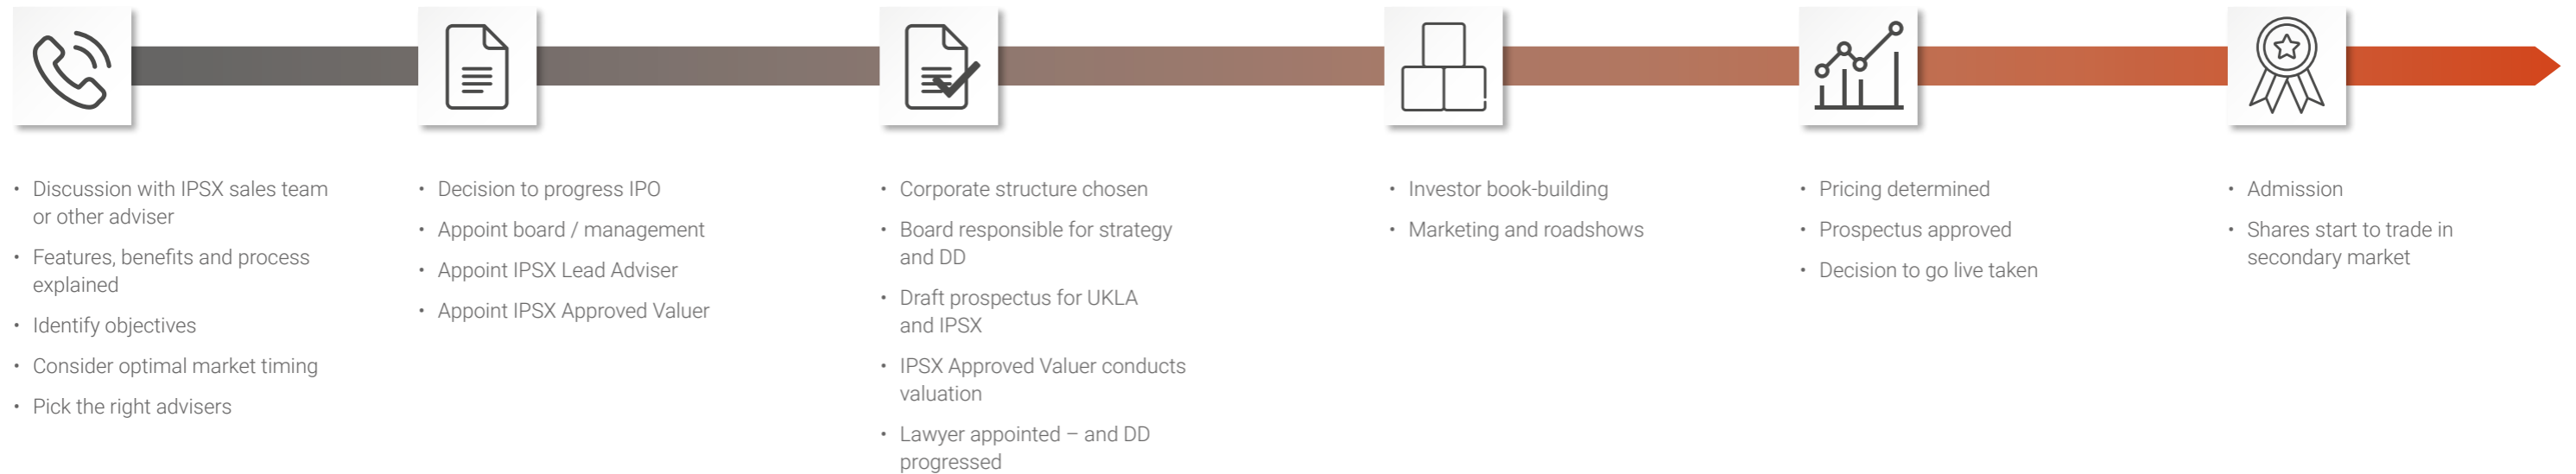 • Discussion with IPSX sales team
or other adviser
• Features, benefits and process
explained
• Identify objectives
• Consider optimal market timing
• Pick the right advisers
• Decision to progress IPO
• Appoint board / management
• Appoint IPSX Lead Adviser
• Appoint IPSX Approved Valuer
• Corporate structure chosen
• Board responsible for strategy
and DD
• Draft prospectus for UKLA
and IPSX
• IPSX Approved Valuer conducts
valuation
• Lawyer appointed – and DD
progressed
• Investor book-building
• Marketing and roadshows
• Pricing determined
• Prospectus approved
• Decision to go live taken
• Admission
• Shares start to trade in
secondary market